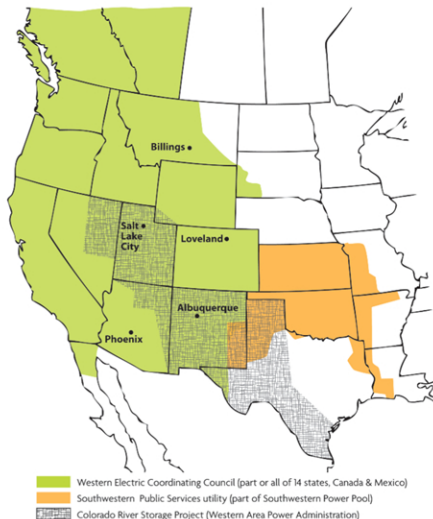 Billings
Salt
Lake
City
Loveland
Albuquerque
Phoenix
Western Electric Coordinating Council (part or all of 14 states, Canada & Mexico)
Southwestern Public Services utility (part of Southwestern Power Pool)
Colorado River Storage Project (Western Area Power Administration)